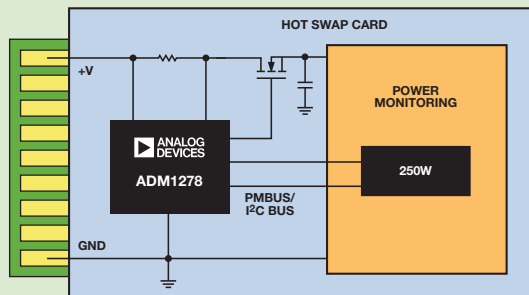 HOT SWAP CARD
+V
POWER
MONITORING
ANALOG
DEVICES
ADM1278
250W
PMBUS/
I²C BUS
GND